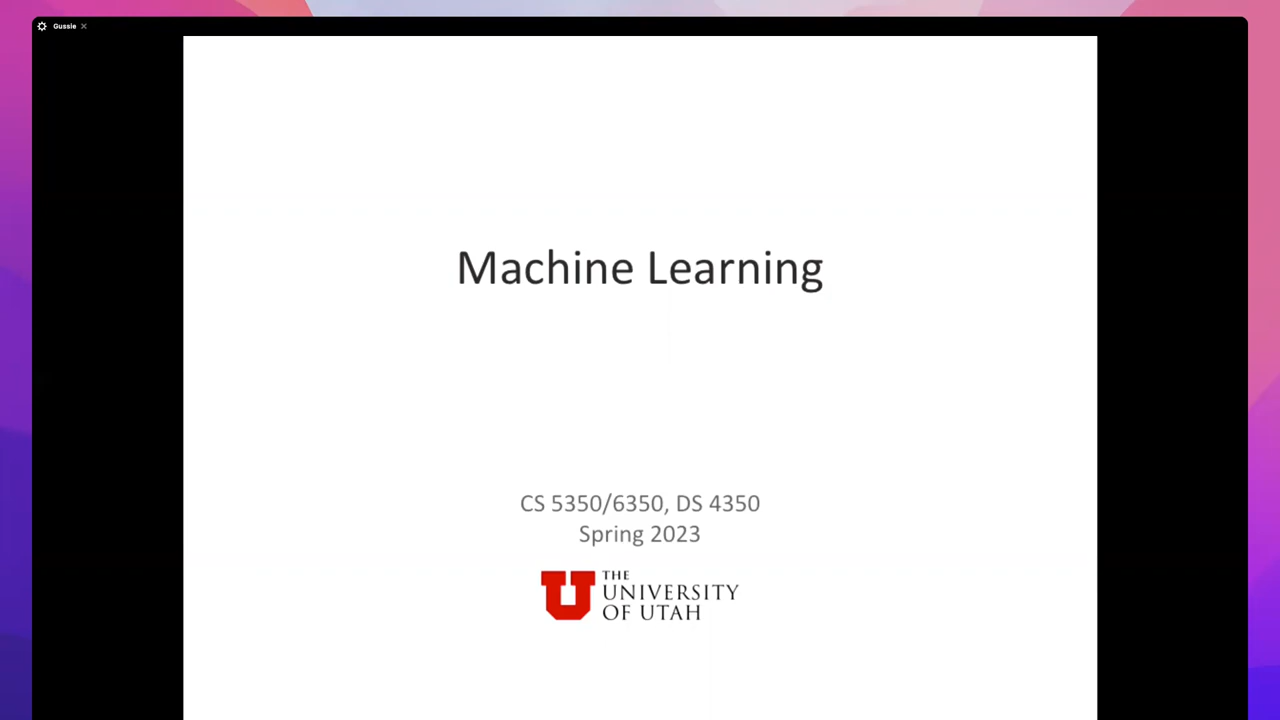 Gussie
Machine Learning
CS 5350/6350, DS 4350
Spring 2023
THE
UNIVERSITY
OF UTAH